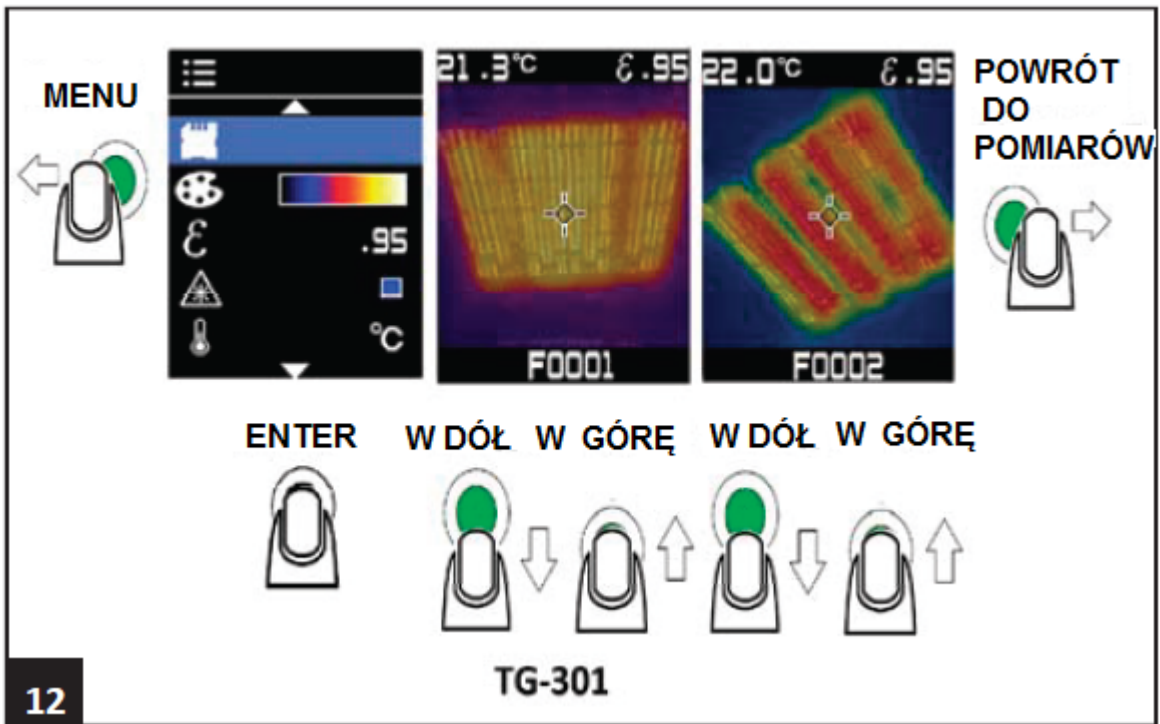 MENU
21.3°C ε.95
22.0°C ε.95
POWRÓT
DO
POMIARÓW
ε .95
°C
F0001
F0002
ENTER W DÓŁ W GÓRĘ W DÓŁ W GÓRĘ
TG-301
12